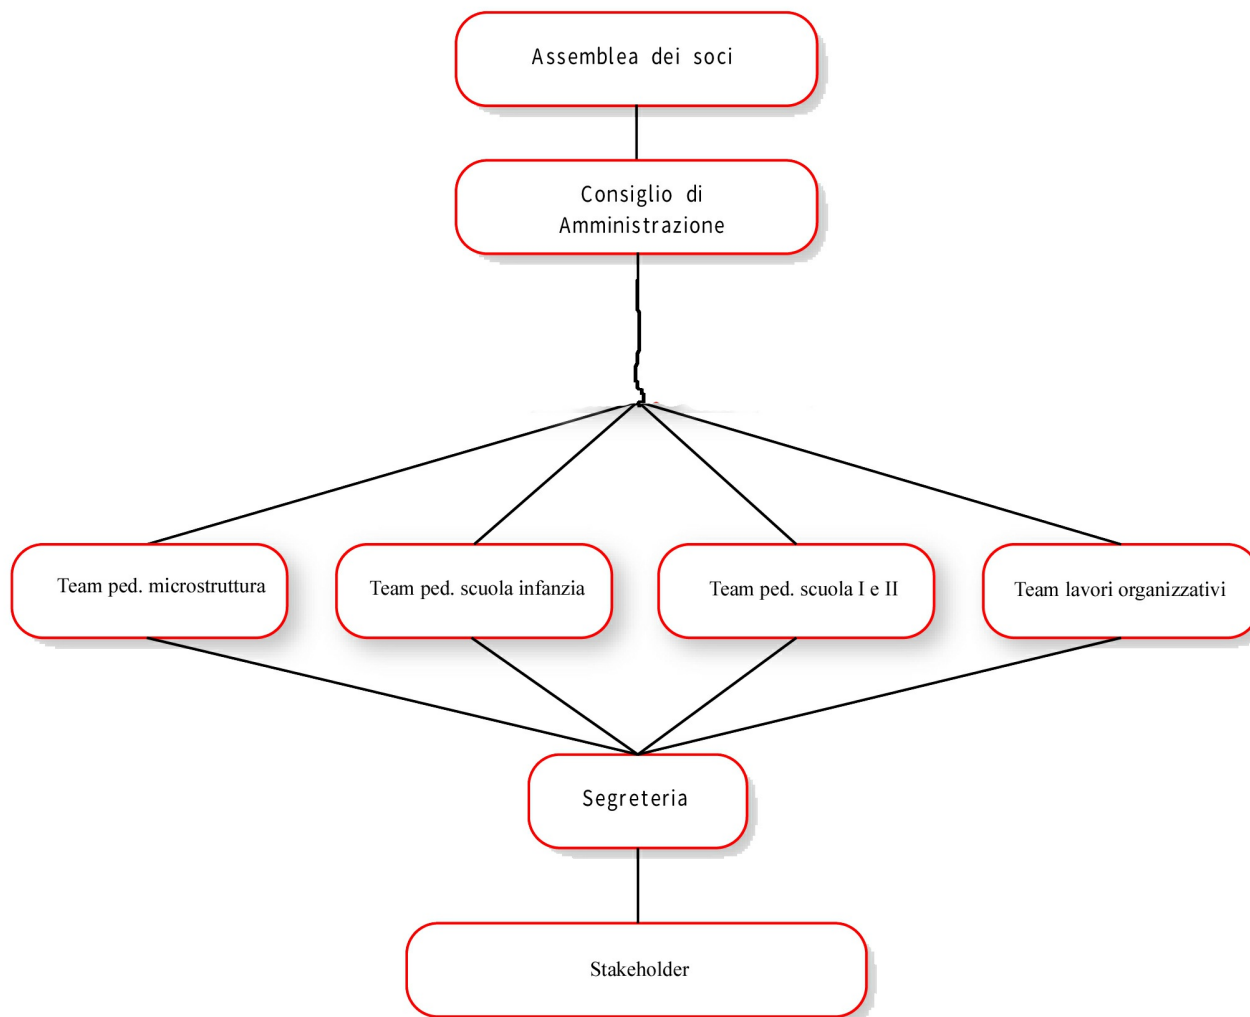 Assemblea dei soci
Consiglio di
Amministrazione
Team ped. microstruttura
Team ped. scuola infanzia
Team ped. scuola I e II
Team lavori organizzativi
Segreteria
Stakeholder